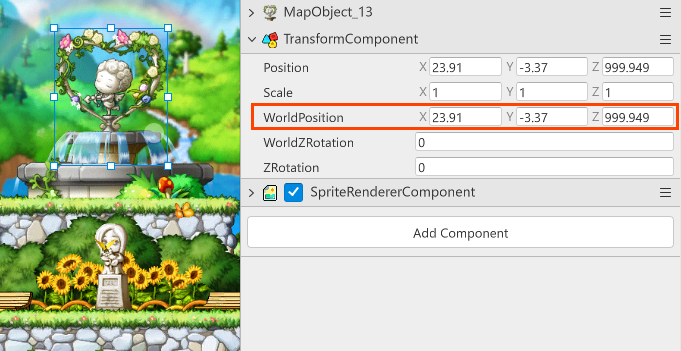 MapObject_13
TransformComponent
Position X 23.91 Y -3.37 Z 999.949
Scale X 1 Y 1 Z 1
WorldPosition X 23.91 Y -3.37 Z 999.949
WorldZRotation 0
ZRotation 0
SpriteRendererComponent
Add Component